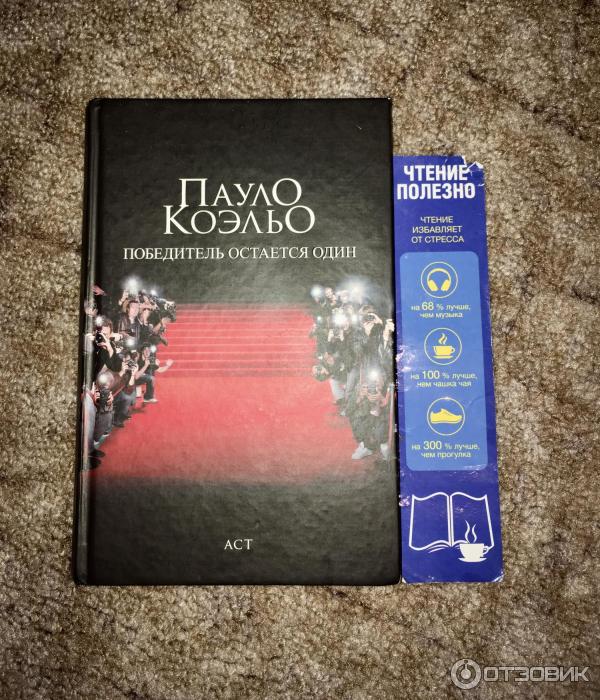 ПАУЛО
КОЭЛЬО
ПОБЕДИТЕЛЬ ОСТАЕТСЯ ОДИН
АСТ
ЧТЕНИЕ
ПОЛЕЗНО
ЧТЕНИЕ
ИЗБАВЛЯЕТ
ОТ СТРЕССА
на 68 % лучше,
чем музыка
на 100 % лучше,
чем чашка чая
на 300 % лучше,
чем прогулка
ОТЗОВИК